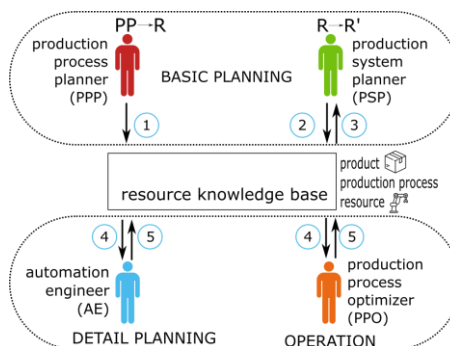 PP→R
R→R'
production
process
planner
(PPP)
BASIC PLANNING
production
system
planner
(PSP)
1
2
3
resource knowledge base
product
production process
resource
4
5
4
5
automation
engineer
(AE)
production
process
optimizer
(PPO)
DETAIL PLANNING
OPERATION